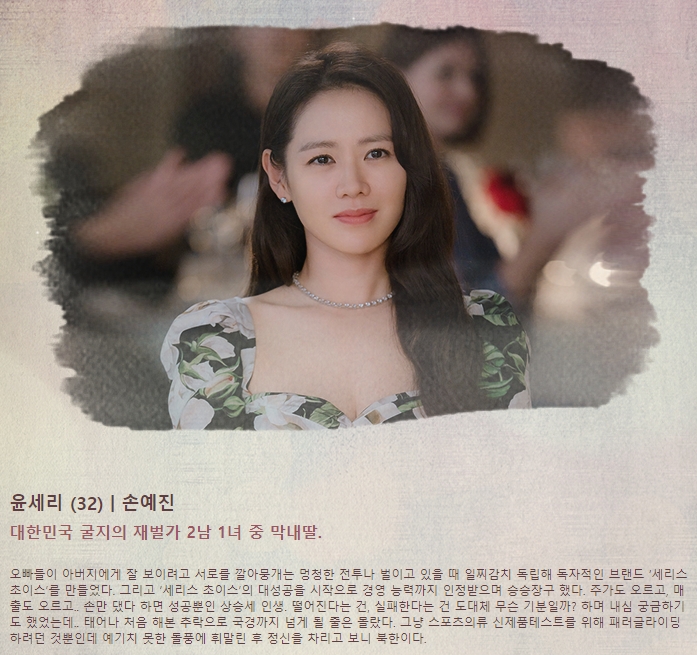 윤세리 (32) | 손예진
대한민국 굴지의 재벌가 2남 1녀 중 막내딸.
오빠들이 아버지에게 잘 보이려고 서로를 깔아뭉개는 멍청한 전투나 벌이고 있을 때 일찌감치 독립해 독자적인 브랜드 '세리스
초이스'를 만들었다. 그리고 '세리스 초이스'의 대성공을 시작으로 경영 능력까지 인정받으며 승승장구 했다. 주가도 오르고, 매
출도 오르고.. 손만 댔다 하면 성공뿐인 상승세 인생. 떨어진다는 건, 실패한다는 건 도대체 무슨 기분일까? 하며 내심 궁금하기
도 했었는데.. 태어나 처음 해본 추락으로 국경까지 넘게 될 줄은 몰랐다. 그냥 스포츠의류 신제품테스트를 위해 패러글라이딩
하려던 것뿐인데 예기치 못한 돌풍에 휘말린 후 정신을 차리고 보니 북한이다.